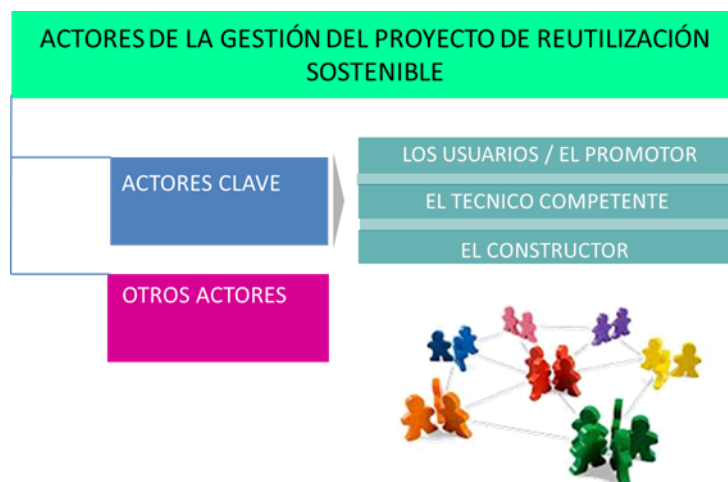 ACTORES DE LA GESTIÓN DEL PROYECTO DE REUTILIZACIÓN
SOSTENIBLE
ACTORES CLAVE
LOS USUARIOS / EL PROMOTOR
EL TECNICO COMPETENTE
EL CONSTRUCTOR
OTROS ACTORES